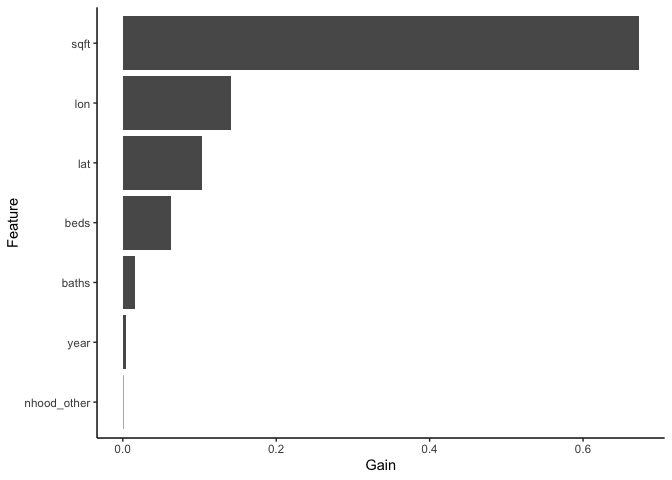 sqft
lon
lat
beds
baths
year
nhood_other
Feature
0.0 0.2 0.4 0.6
Gain